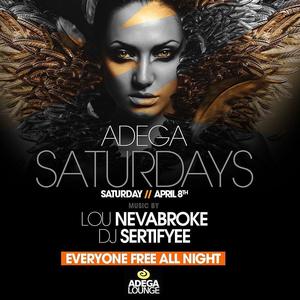 ADEGA
SATURDAYS
SATURDAY // APRIL 8TH
MUSIC BY
LOU NEVABROKE
DJ SERTIFYEE
EVERYONE FREE ALL NIGHT
ADEGA
LOUNGE